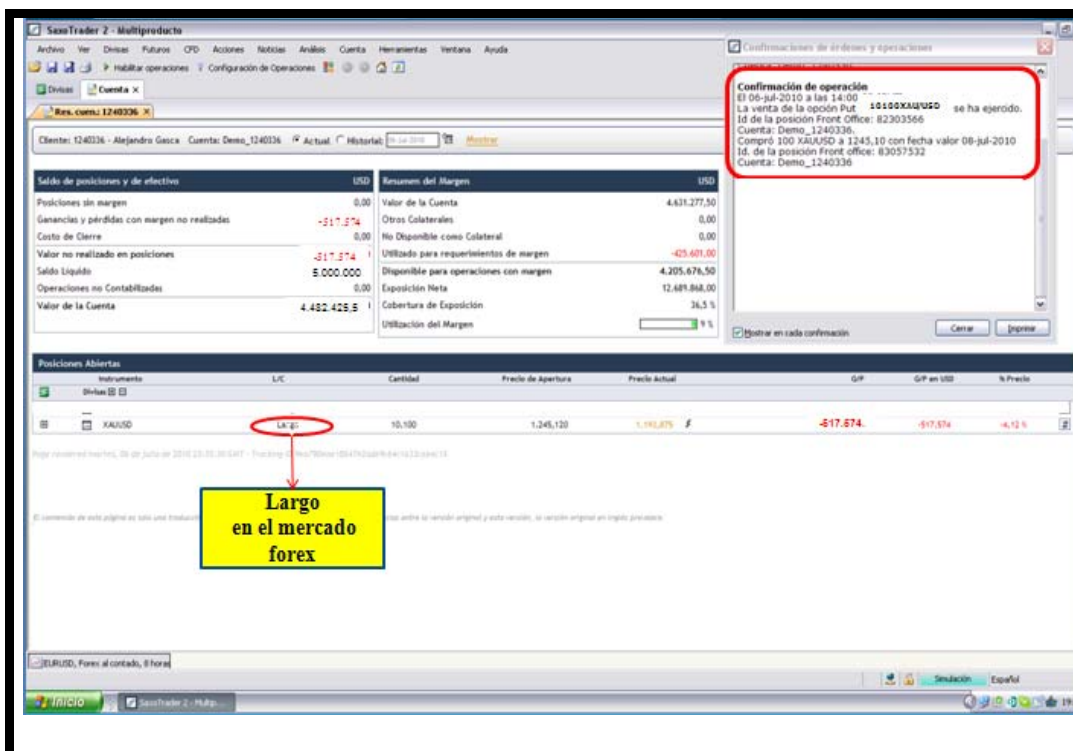 SaxoTrader 2 - Multiproducto
Archivo Ver Divisas Futuros CFD Acciones Noticias Análisis Cuenta Herramientas Ventana Ayuda
Habilitar operaciones Configuración de Operaciones
Divisas Cuenta X
Res. cuen.: 1240336 X
Cliente: 1240336 - Alejandro Gasca Cuenta: Demo_1240336 Actual Historial: Mostrar
Saldo de posiciones y de efectivo USD
Posiciones sin margen 0,00
Ganancias y pérdidas con margen no realizadas -517.574
Costo de Cierre 0,00
Valor no realizado en posiciones -517.574
Saldo Líquido 5.000.000
Operaciones no Contabilizadas 0,00
Valor de la Cuenta 4.482.425,5
Resumen del Margen USD
Valor de la Cuenta 4.631.277,50
Otros Colaterales 0,00
No Disponible como Colateral 0,00
Utilizado para requerimientos de margen -425.601,00
Disponible para operaciones con margen 4.205.676,50
Exposición Neta 12.689.868,00
Cobertura de Exposición 36,5 %
Utilización del Margen 9 %
Confirmaciones de órdenes y operaciones
Confirmación de operación
El 06-jul-2010 a las 14:00
La venta de la opción Put 10100XAU/USD se ha ejercido.
Id de la posición Front Office: 82303566
Cuenta: Demo_1240336.
Compró 100 XAUUSD a 1245,10 con fecha valor 08-jul-2010
Id. de la posición Front office: 83057532
Cuenta: Demo_1240336
Mostrar en cada confirmación Cerrar Imprimir
Posiciones Abiertas
Instrumento L/C Cantidad Precio de Apertura Precio Actual G/P G/P en USD % Precio
Divisas
XAUUSD Largo 10,100 1.245,120 1.193,875 -517.574. -517,574 -4,12 %
Largo
en el mercado
forex
EURUSD, Forex al contado, 8 horas
Simulación Español
Inicio SaxoTrader 2 - Multip... 19: